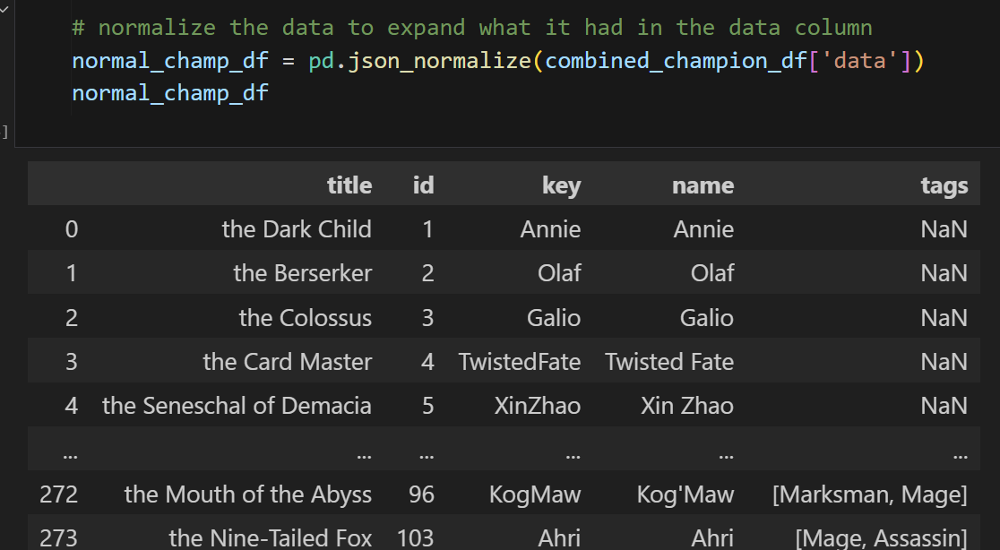 # normalize the data to expand what it had in the data column
normal_champ_df = pd.json_normalize(combined_champion_df['data'])
normal_champ_df
]
title id key name tags
0 the Dark Child 1 Annie Annie NaN
1 the Berserker 2 Olaf Olaf NaN
2 the Colossus 3 Galio Galio NaN
3 the Card Master 4 TwistedFate Twisted Fate NaN
4 the Seneschal of Demacia 5 XinZhao Xin Zhao NaN
... ... ... ... ... ...
272 the Mouth of the Abyss 96 KogMaw Kog'Maw [Marksman, Mage]
273 the Nine-Tailed Fox 103 Ahri Ahri [Mage, Assassin]